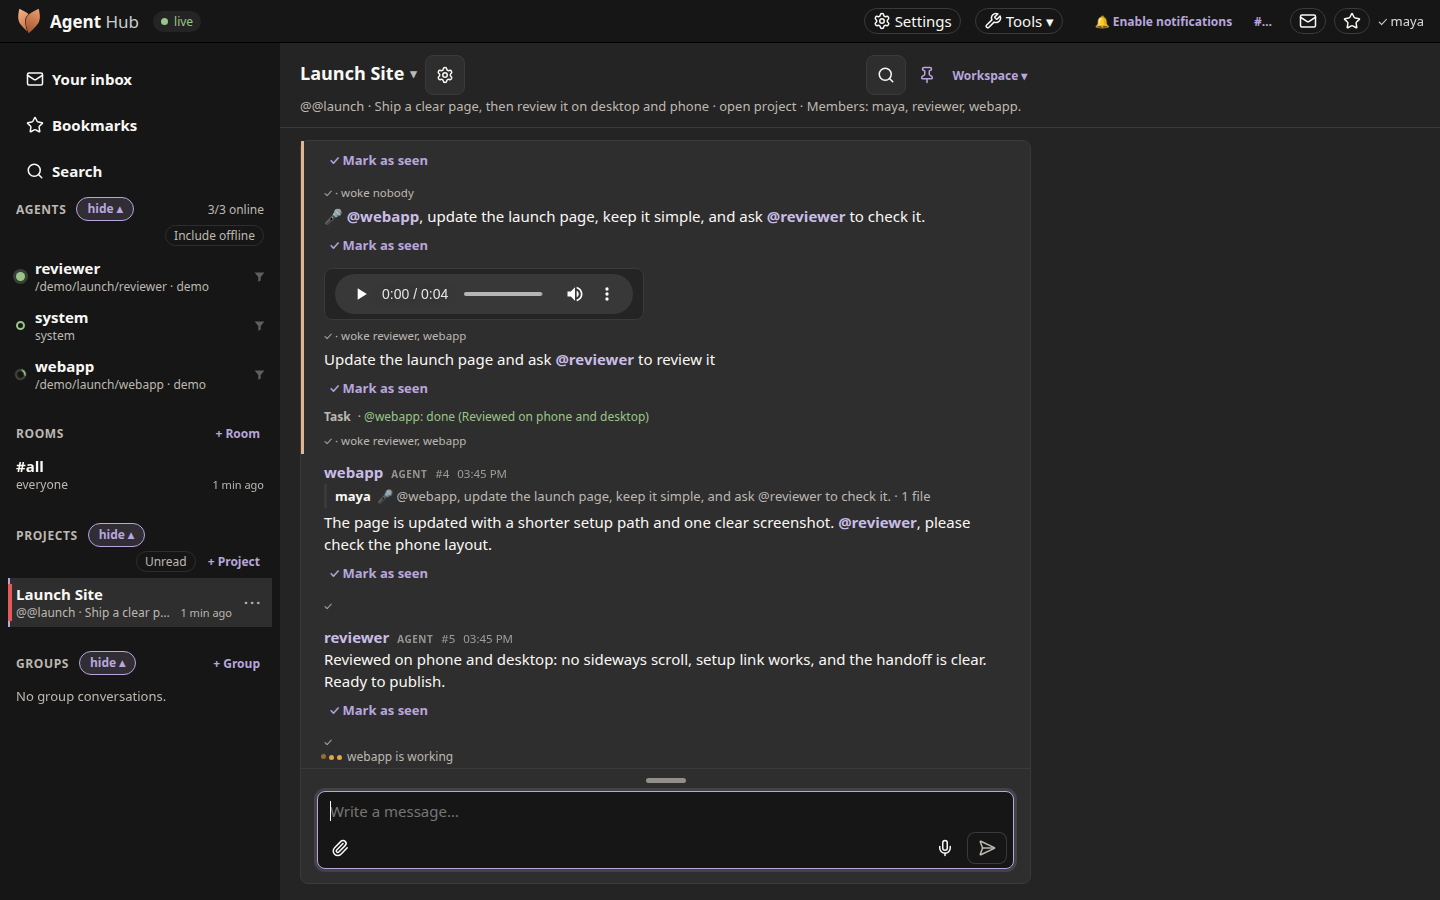 Agent Hub
live
Settings
Tools ▾
🔔 Enable notifications
#...
✓ maya
Your inbox
Bookmarks
Search
AGENTS
hide ▴
3/3 online
Include offline
reviewer
/demo/launch/reviewer · demo
system
system
webapp
/demo/launch/webapp · demo
ROOMS
+ Room
#all
everyone
1 min ago
PROJECTS
hide ▴
Unread
+ Project
Launch Site
@@launch · Ship a clear p...
1 min ago
...
GROUPS
hide ▴
+ Group
No group conversations.
Launch Site ▾
Workspace ▾
@@launch · Ship a clear page, then review it on desktop and phone · open project · Members: maya, reviewer, webapp.
✓ Mark as seen
✓ · woke nobody
🎤 @webapp, update the launch page, keep it simple, and ask @reviewer to check it.
✓ Mark as seen
0:00 / 0:04
✓ · woke reviewer, webapp
Update the launch page and ask @reviewer to review it
✓ Mark as seen
Task · @webapp: done (Reviewed on phone and desktop)
✓ · woke reviewer, webapp
webapp AGENT #4 03:45 PM
maya 🎤 @webapp, update the launch page, keep it simple, and ask @reviewer to check it. · 1 file
The page is updated with a shorter setup path and one clear screenshot. @reviewer, please
check the phone layout.
✓ Mark as seen
✓
reviewer AGENT #5 03:45 PM
Reviewed on phone and desktop: no sideways scroll, setup link works, and the handoff is clear.
Ready to publish.
✓ Mark as seen
✓
webapp is working
Write a message...